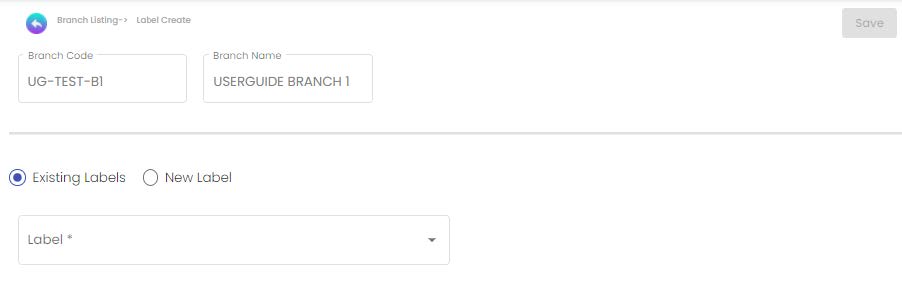 Branch Listing-> Label Create
Save
Branch Code
Branch Name
UG-TEST-B1
USERGUIDE BRANCH 1
Existing Labels
New Label
Label *